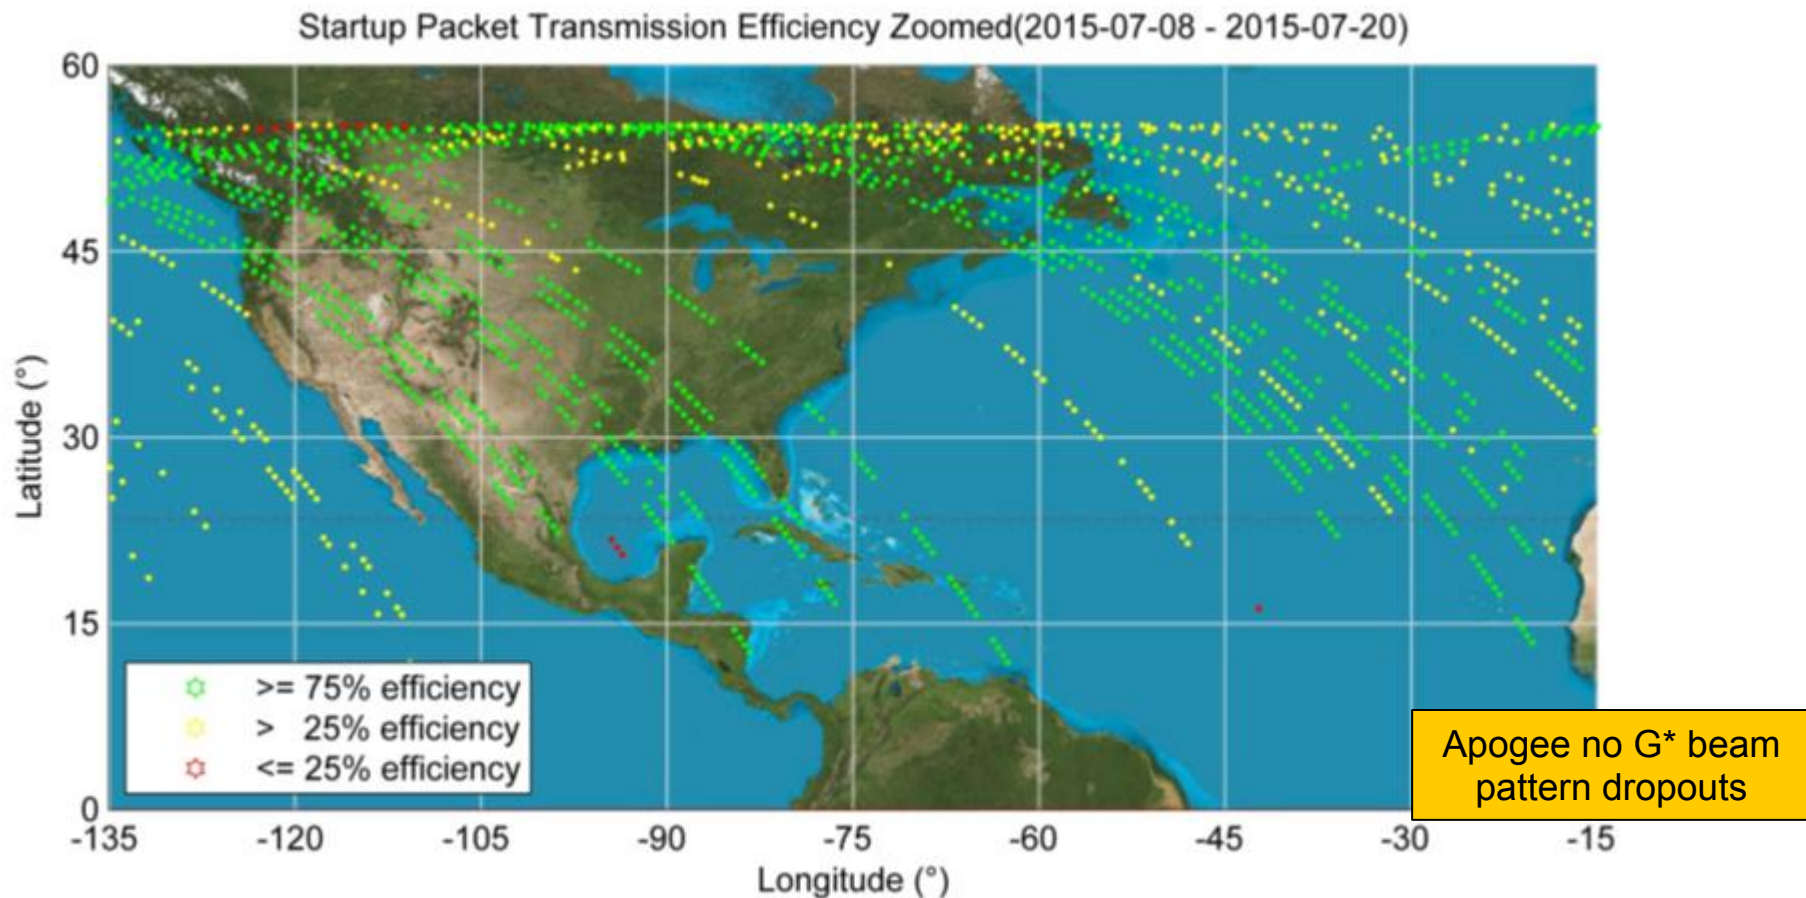 Startup Packet Transmission Efficiency Zoomed(2015-07-08 - 2015-07-20)
60
45
30
15
0
Latitude (°)
>= 75% efficiency
> 25% efficiency
<= 25% efficiency
Apogee no G* beam
pattern dropouts
-135 -120 -105 -90 -75 -60 -45 -30 -15
Longitude (°)